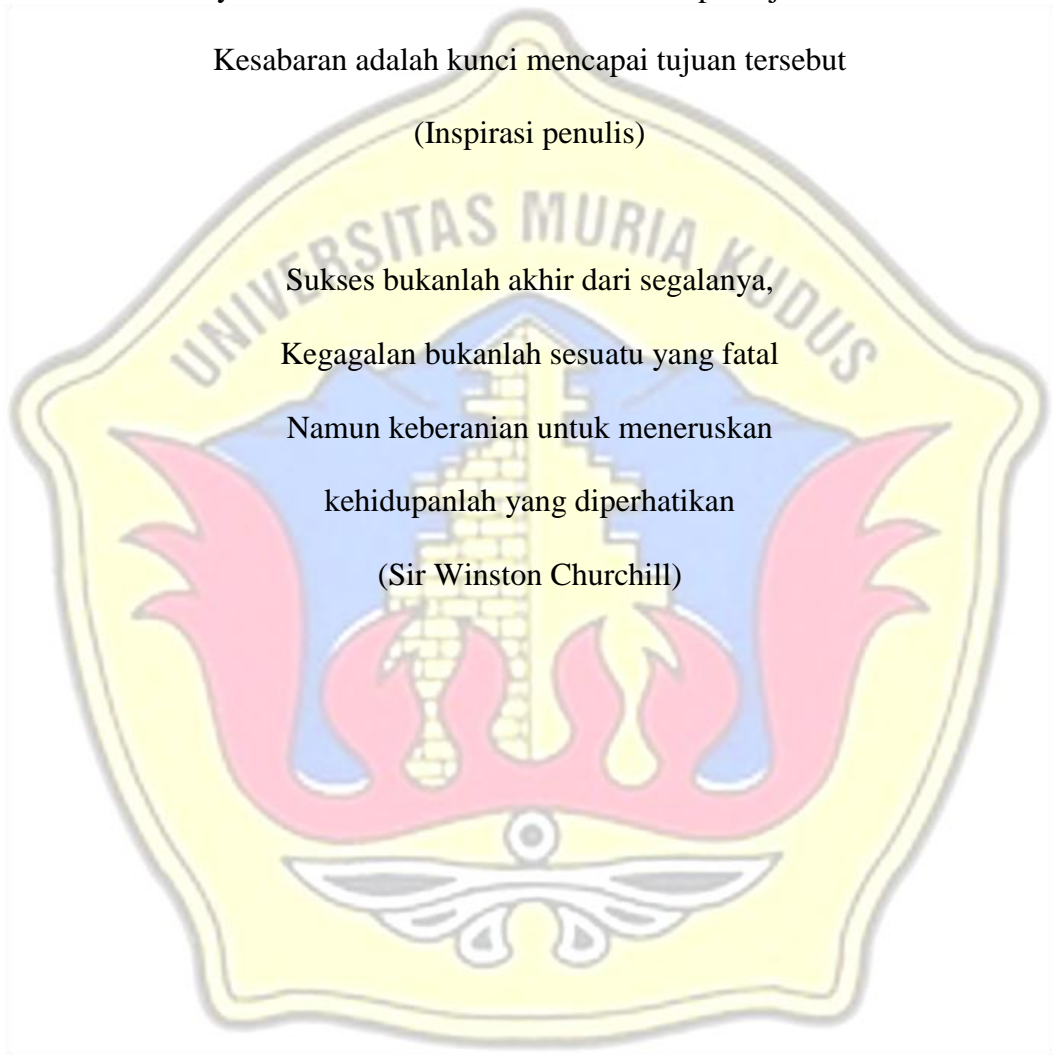 Kesabaran adalah kunci mencapai tujuan tersebut
(Inspirasi penulis)
UNIVERSITAS MURIA KUDUS
Sukses bukanlah akhir dari segalanya,
Kegagalan bukanlah sesuatu yang fatal
Namun keberanian untuk meneruskan
kehidupanlah yang diperhatikan
(Sir Winston Churchill)